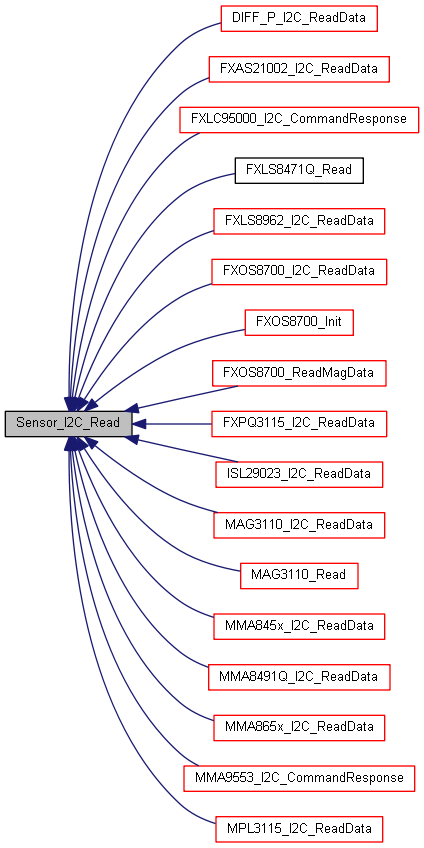 DIFF_P_I2C_ReadData
FXAS21002_I2C_ReadData
FXLC95000_I2C_CommandResponse
FXLS8471Q_Read
FXLS8962_I2C_ReadData
FXOS8700_I2C_ReadData
FXOS8700_Init
FXOS8700_ReadMagData
Sensor_I2C_Read
FXPQ3115_I2C_ReadData
ISL29023_I2C_ReadData
MAG3110_I2C_ReadData
MAG3110_Read
MMA845x_I2C_ReadData
MMA8491Q_I2C_ReadData
MMA865x_I2C_ReadData
MMA9553_I2C_CommandResponse
MPL3115_I2C_ReadData